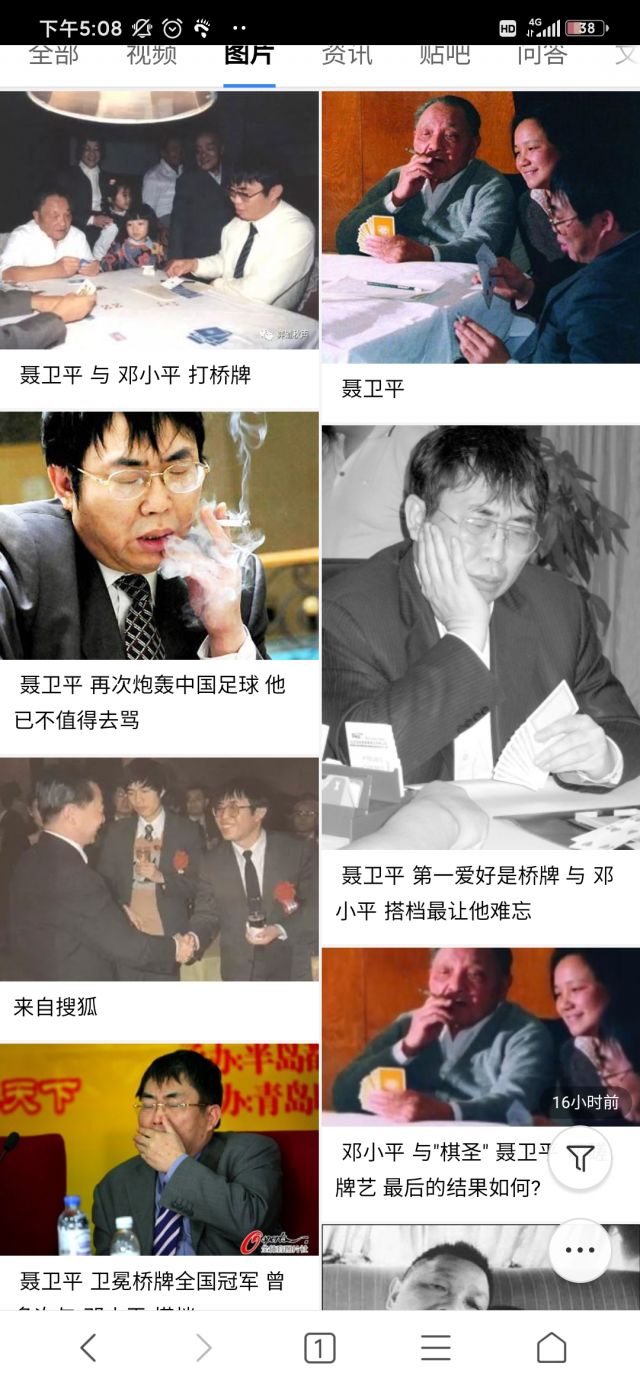 下午5:08
HD
4G
38
全部 视频 图片 资讯 贴吧 问答 文
弈道秋声
聂卫平 与 邓小平 打桥牌
聂卫平
聂卫平 再次炮轰中国足球 他
已不值得去骂
聂卫平 第一爱好是桥牌 与 邓
小平 搭档最让他难忘
来自搜狐
16小时前
邓小平 与"棋圣" 聂卫平
牌艺 最后的结果如何?
天下
办:半岛
办:青岛
聂卫平 卫冕桥牌全国冠军 曾
1